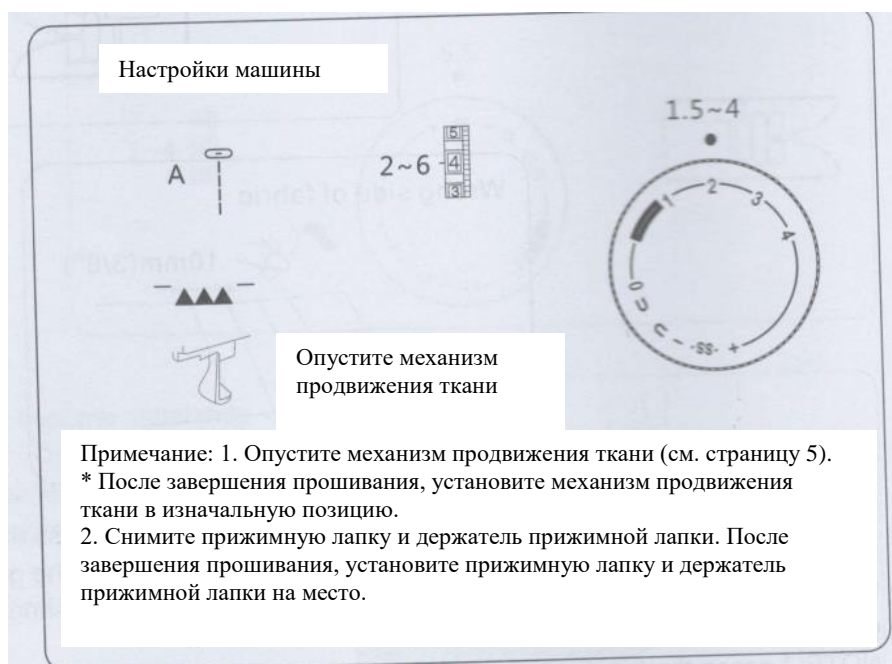 Настройки машины
1.5~4
A
2~6
5
4
3
1 2 3 4
0
-SS- +
Опустите механизм
продвижения ткани
Примечание: 1. Опустите механизм продвижения ткани (см. страницу 5).
* После завершения прошивания, установите механизм продвижения
ткани в изначальную позицию.
2. Снимите прижимную лапку и держатель прижимной лапки. После
завершения прошивания, установите прижимную лапку и держатель
прижимной лапки на место.